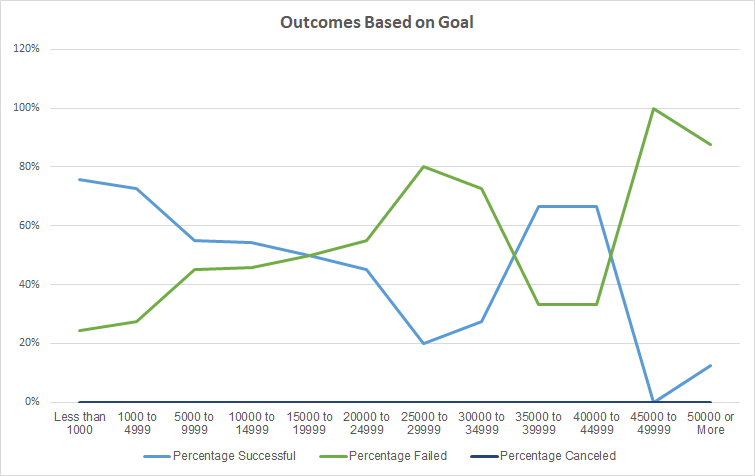 Outcomes Based on Goal
120%
100%
80%
60%
40%
20%
0%
Less than 1000 to 5000 to 10000 to 15000 to 20000 to 25000 to 30000 to 35000 to 40000 to 450000 to 50000 or
1000 4999 9999 14999 19999 24999 29999 34999 39999 44999 49999 More
Percentage Successful Percentage Failed Percentage Canceled